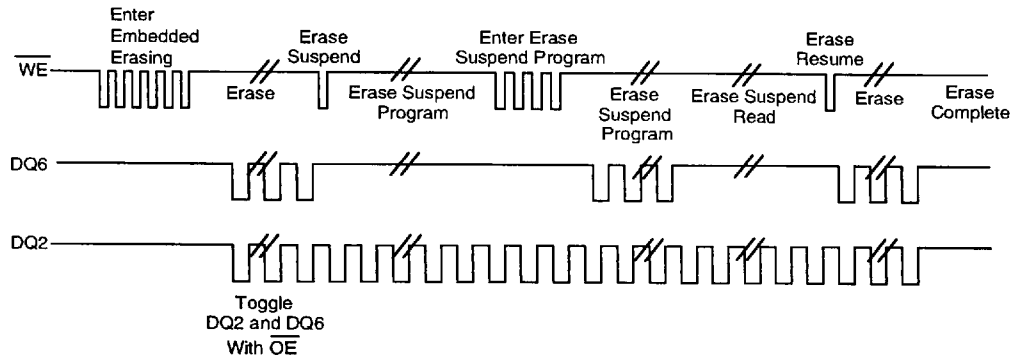 Enter
Embedded
Erasing
Erase
Suspend
Enter Erase
Suspend Program
Erase
Resume
WE
Erase
Erase Suspend
Program
Erase
Suspend
Program
Erase Suspend
Read
Erase
Erase
Complete
DQ6
DQ2
Toggle
DQ2 and DQ6
With OE